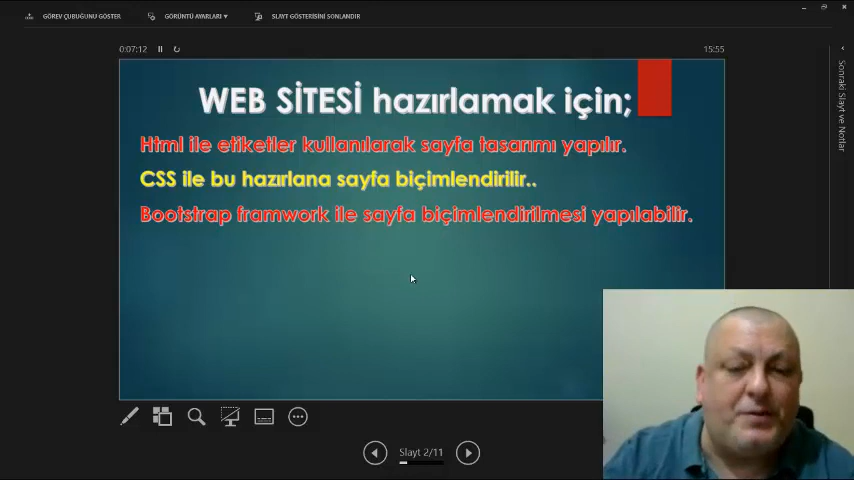 GÖREV ÇUBUĞUNU GÖSTER
GÖRÜNTÜ AYARLARI
SLAYT GÖSTERİSİNİ SONLANDIR
0:07:12
15:55
WEB SİTESİ hazırlamak için;
Html ile etiketler kullanılarak sayfa tasarımı yapılır.
CSS ile bu hazırlana sayfa biçimlendirilir..
Bootstrap framwork ile sayfa biçimlendirilmesi yapılabilir.
Sonraki Slayt ve Notlar
Slayt 2/11